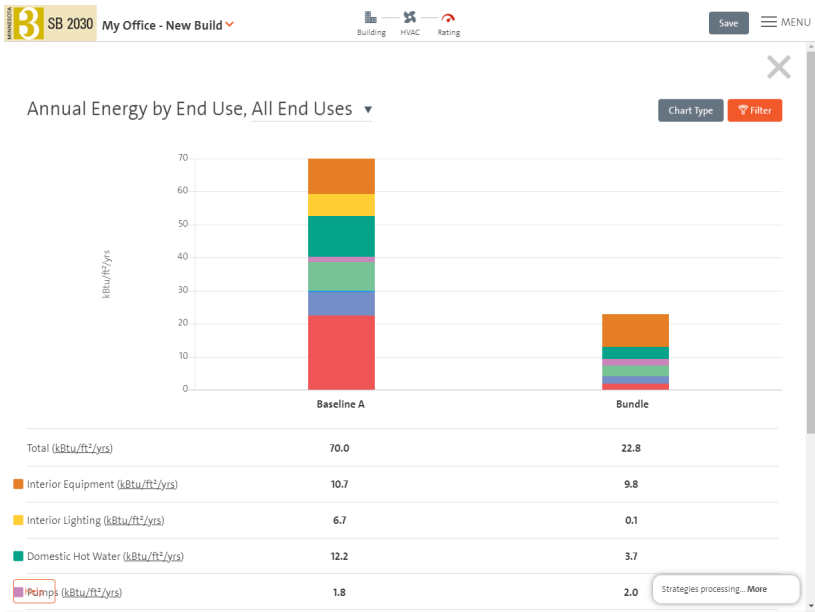 MINNESOTA
B3 SB 2030 My Office - New Build
Building HVAC Rating
Save MENU
Annual Energy by End Use, All End Uses
Chart Type Filter
70
60
50
40
30
20
10
0
kBtu/ft²/yrs
Baseline A Bundle
Total (kBtu/ft²/yrs) 70.0 22.8
Interior Equipment (kBtu/ft²/yrs) 10.7 9.8
Interior Lighting (kBtu/ft²/yrs) 6.7 0.1
Domestic Hot Water (kBtu/ft²/yrs) 12.2 3.7
Pumps (kBtu/ft²/yrs) 1.8 2.0
Strategies processing... More